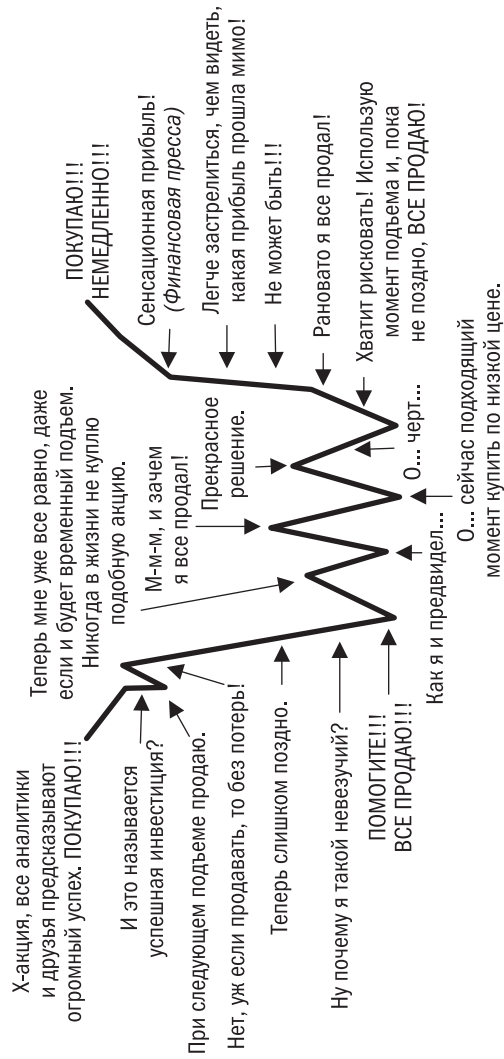 Х-акция, все аналитики
и друзья предсказывают
огромный успех. ПОКУПАЮ!!!
И это называется
успешная инвестиция?
При следующем подъеме продаю.
Нет, уж если продавать, то без потерь!
Теперь слишком поздно.
Ну почему я такой невезучий?
ПОМОГИТЕ!!!
ВСЕ ПРОДАЮ!!!
Теперь мне уже все равно, даже
если и будет временный подъем.
Никогда в жизни не куплю
подобную акцию.
Как я и предвидел...
М-м-м, и зачем
я все продал!
О... сейчас подходящий
момент купить по низкой цене.
Прекрасное
решение.
О... черт...
Хватит рисковать! Использую
момент подъема и, пока
не поздно, ВСЕ ПРОДАЮ!
Рановато я все продал!
Не может быть!!!
Легче застрелиться, чем видеть,
какая прибыль прошла мимо!
Сенсационная прибыль!
(Финансовая пресса)
ПОКУПАЮ!!!
НЕМЕДЛЕННО!!!